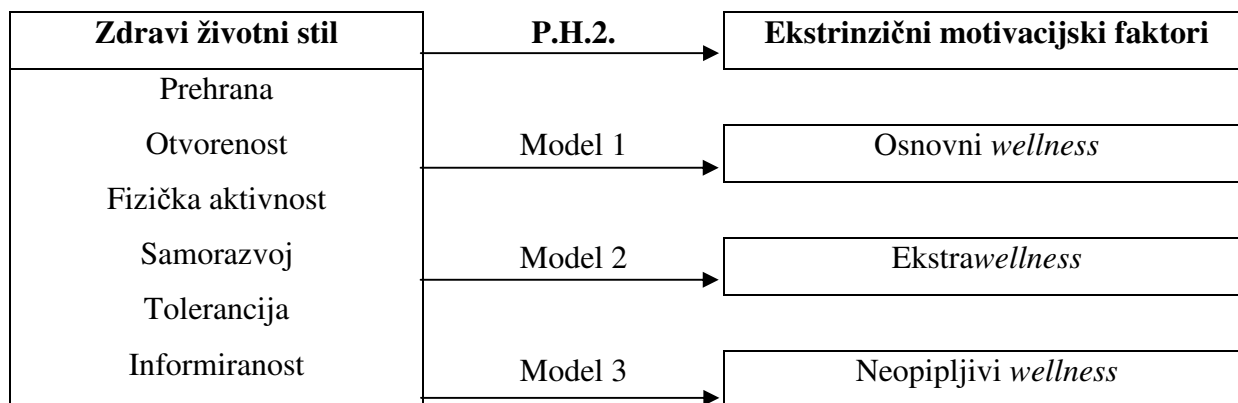 Zdravi životni stil P.H.2. Ekstrinzični motivacijski faktori
Prehrana
Otvorenost Model 1 Osnovni wellness
Fizička aktivnost
Samorazvoj Model 2 Ekstrawellness
Tolerancija
Informiranost Model 3 Neopipljivi wellness